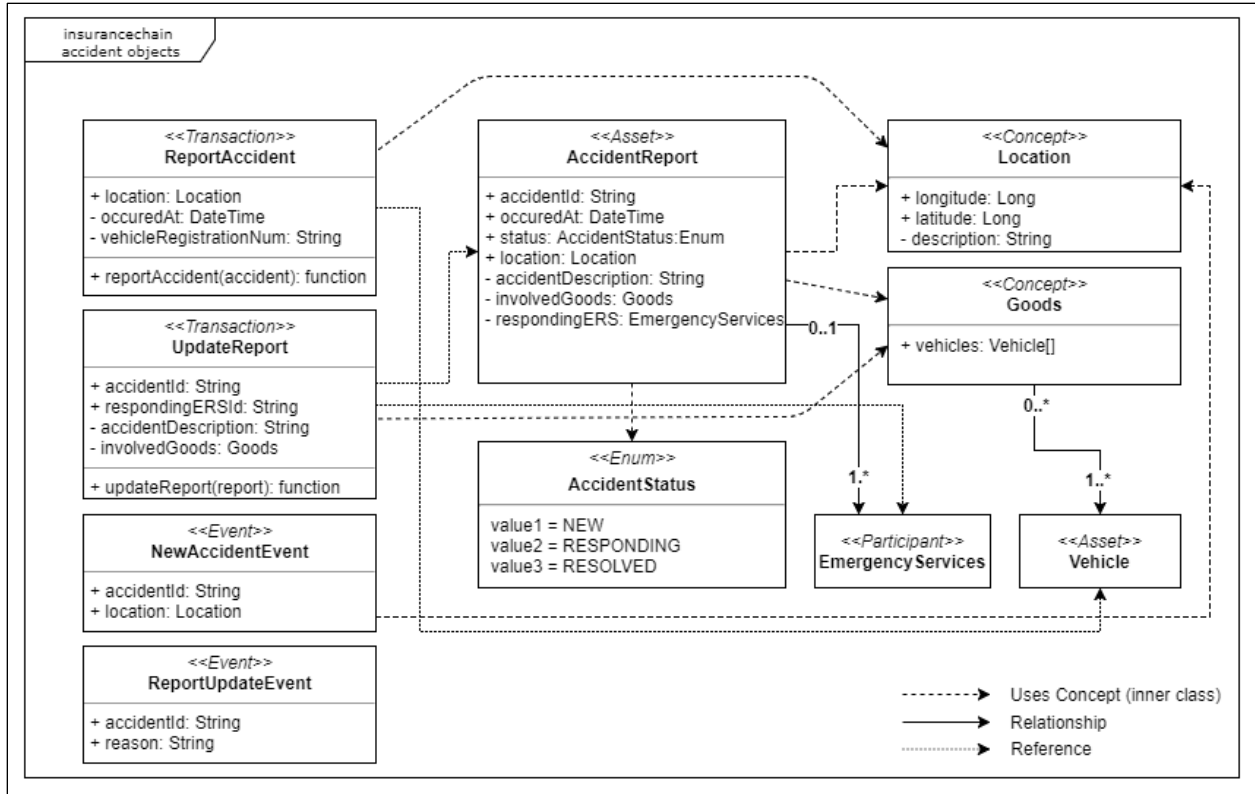 insurancechain
accident objects
<<Transaction>>
ReportAccident
+ location: Location
- occuredAt: DateTime
- vehicleRegistrationNum: String
+ reportAccident(accident): function
<<Transaction>>
UpdateReport
+ accidentId: String
+ respondingERSId: String
- accidentDescription: String
- involvedGoods: Goods
+ updateReport(report): function
<<Event>>
NewAccidentEvent
+ accidentId: String
+ location: Location
<<Event>>
ReportUpdateEvent
+ accidentId: String
+ reason: String
<<Asset>>
AccidentReport
+ accidentId: String
+ occuredAt: DateTime
+ status: AccidentStatus:Enum
+ location: Location
- accidentDescription: String
- involvedGoods: Goods
- respondingERS: EmergencyServices
0..1
1.*
<<Enum>>
AccidentStatus
value1 = NEW
value2 = RESPONDING
value3 = RESOLVED
<<Concept>>
Location
+ longitude: Long
+ latitude: Long
- description: String
<<Concept>>
Goods
+ vehicles: Vehicle[]
0..*
1..*
<<Participant>>
EmergencyServices
<<Asset>>
Vehicle
Uses Concept (inner class)
Relationship
Reference